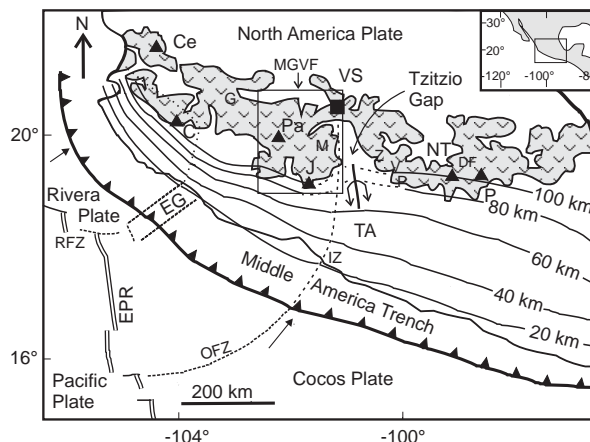 N
Ce
North America Plate
MGVF
VS
Tzitzio
Gap
-30°
20°
-120°
-100°
-80°
G
C
Pa
M
J
NT
DF
P
20°
Rivera
Plate
EG
RFZ
TA
IZ
100 km
80 km
60 km
40 km
20 km
Middle America Trench
EPR
OFZ
16°
Pacific
Plate
200 km
Cocos Plate
-104°
-100°